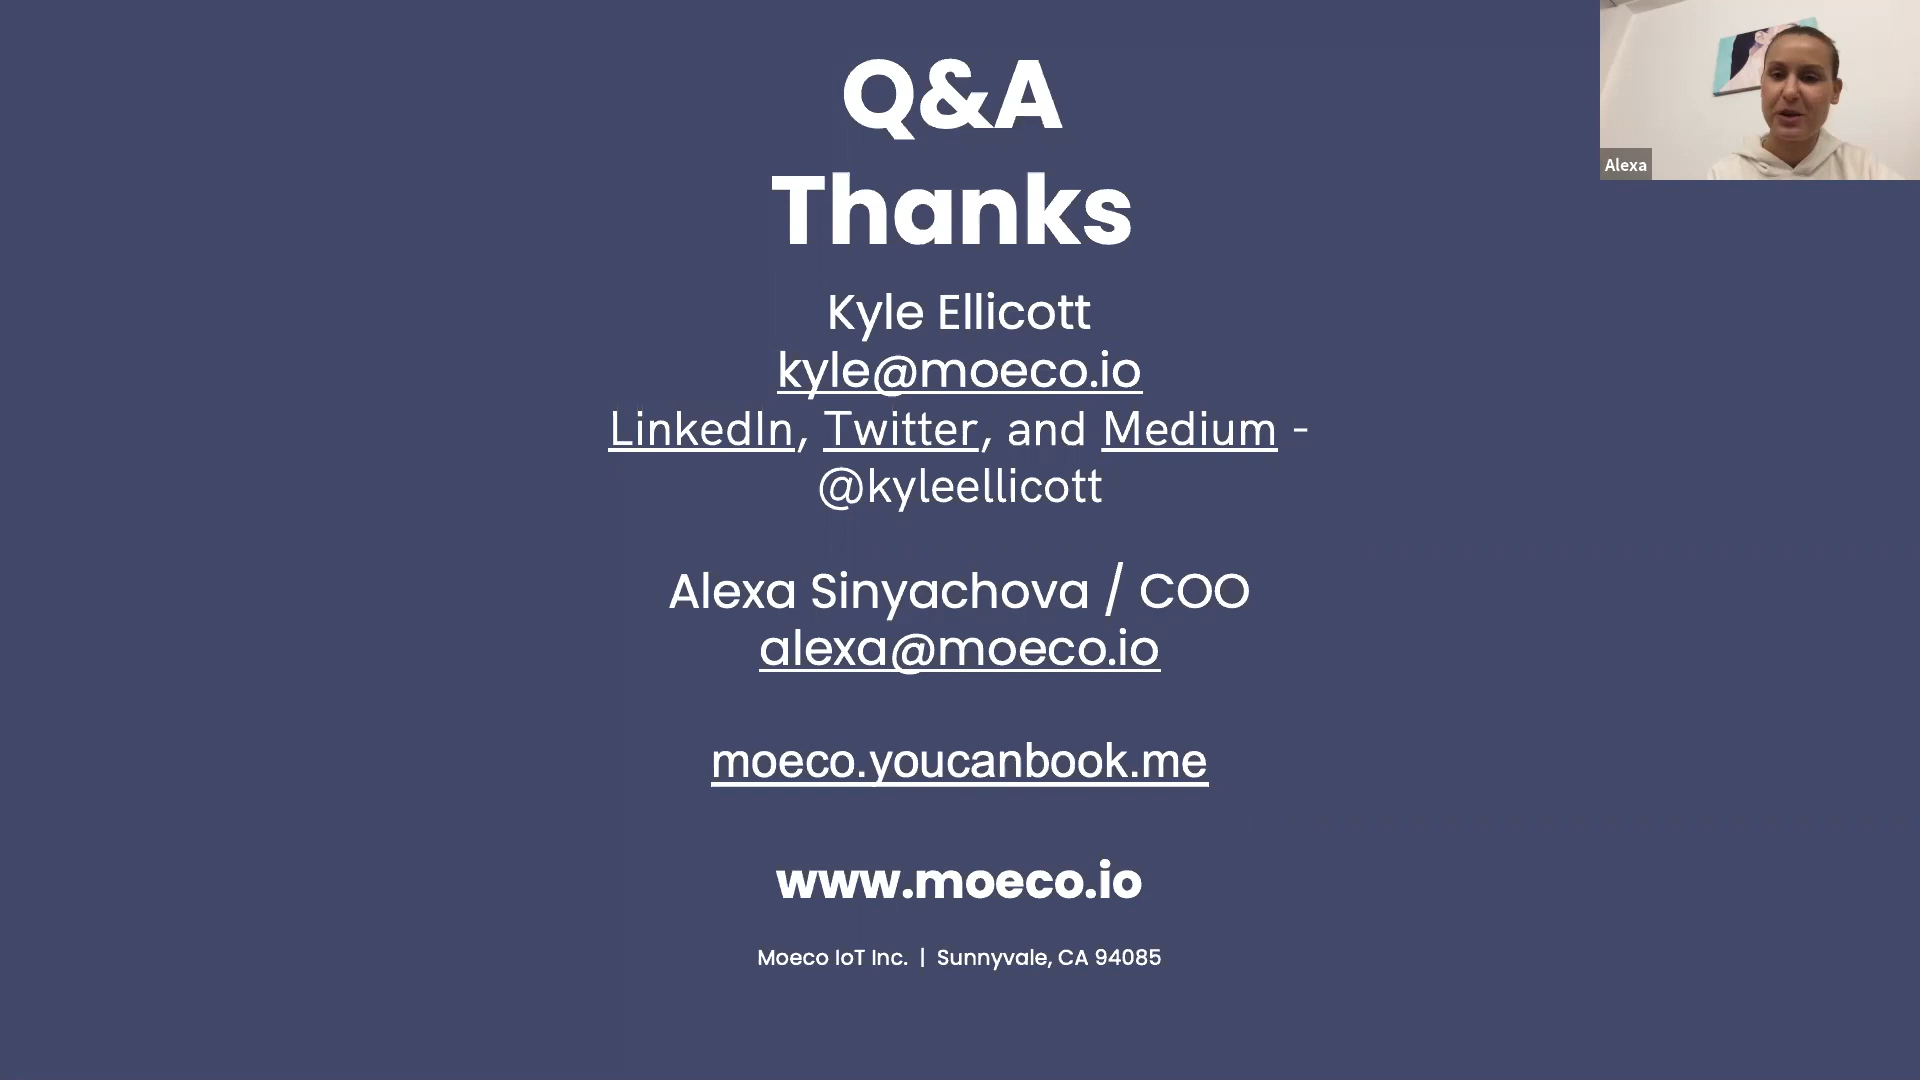 Q&A
Thanks
Kyle Ellicott
kyle@moeco.io
LinkedIn, Twitter, and Medium -
@kyleellicott
Alexa Sinyachova / COO
alexa@moeco.io
moeco.youcanbook.me
www.moeco.io
Moeco IoT Inc. | Sunnyvale, CA 94085
Alexa